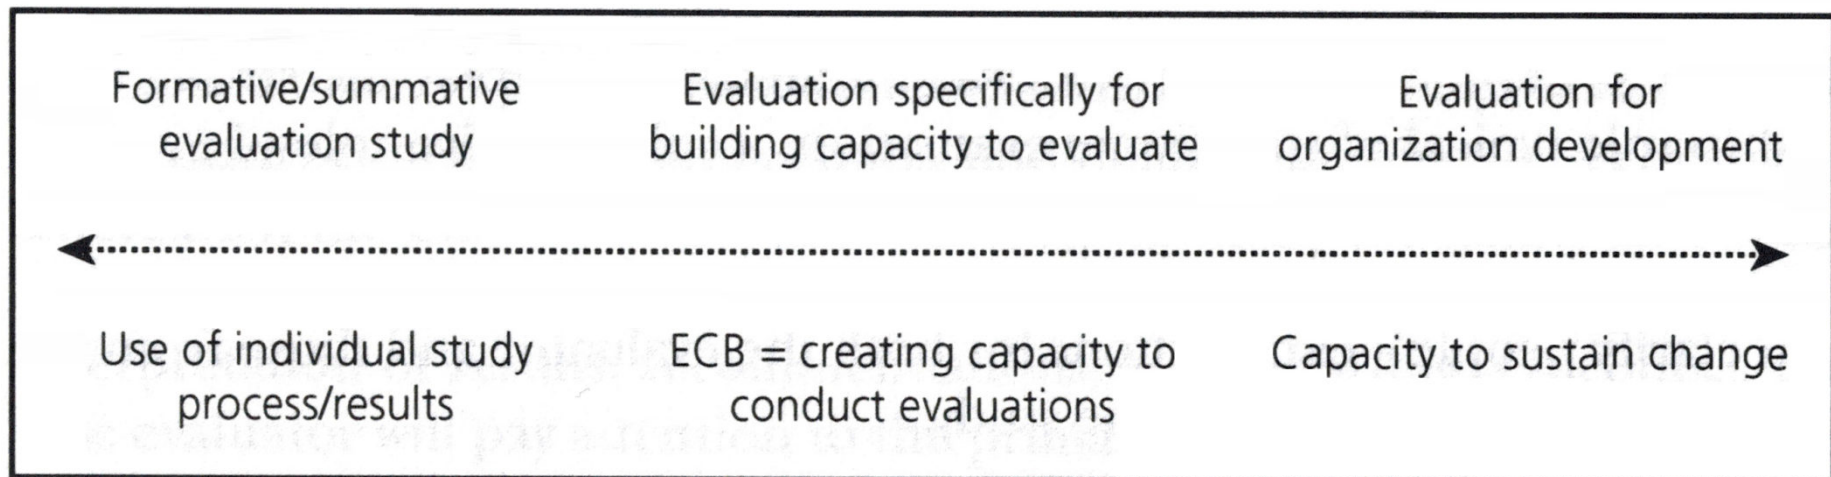 Formative/summative
evaluation study
Evaluation specifically for
building capacity to evaluate
Evaluation for
organization development
Use of individual study
process/results
ECB = creating capacity to
conduct evaluations
Capacity to sustain change